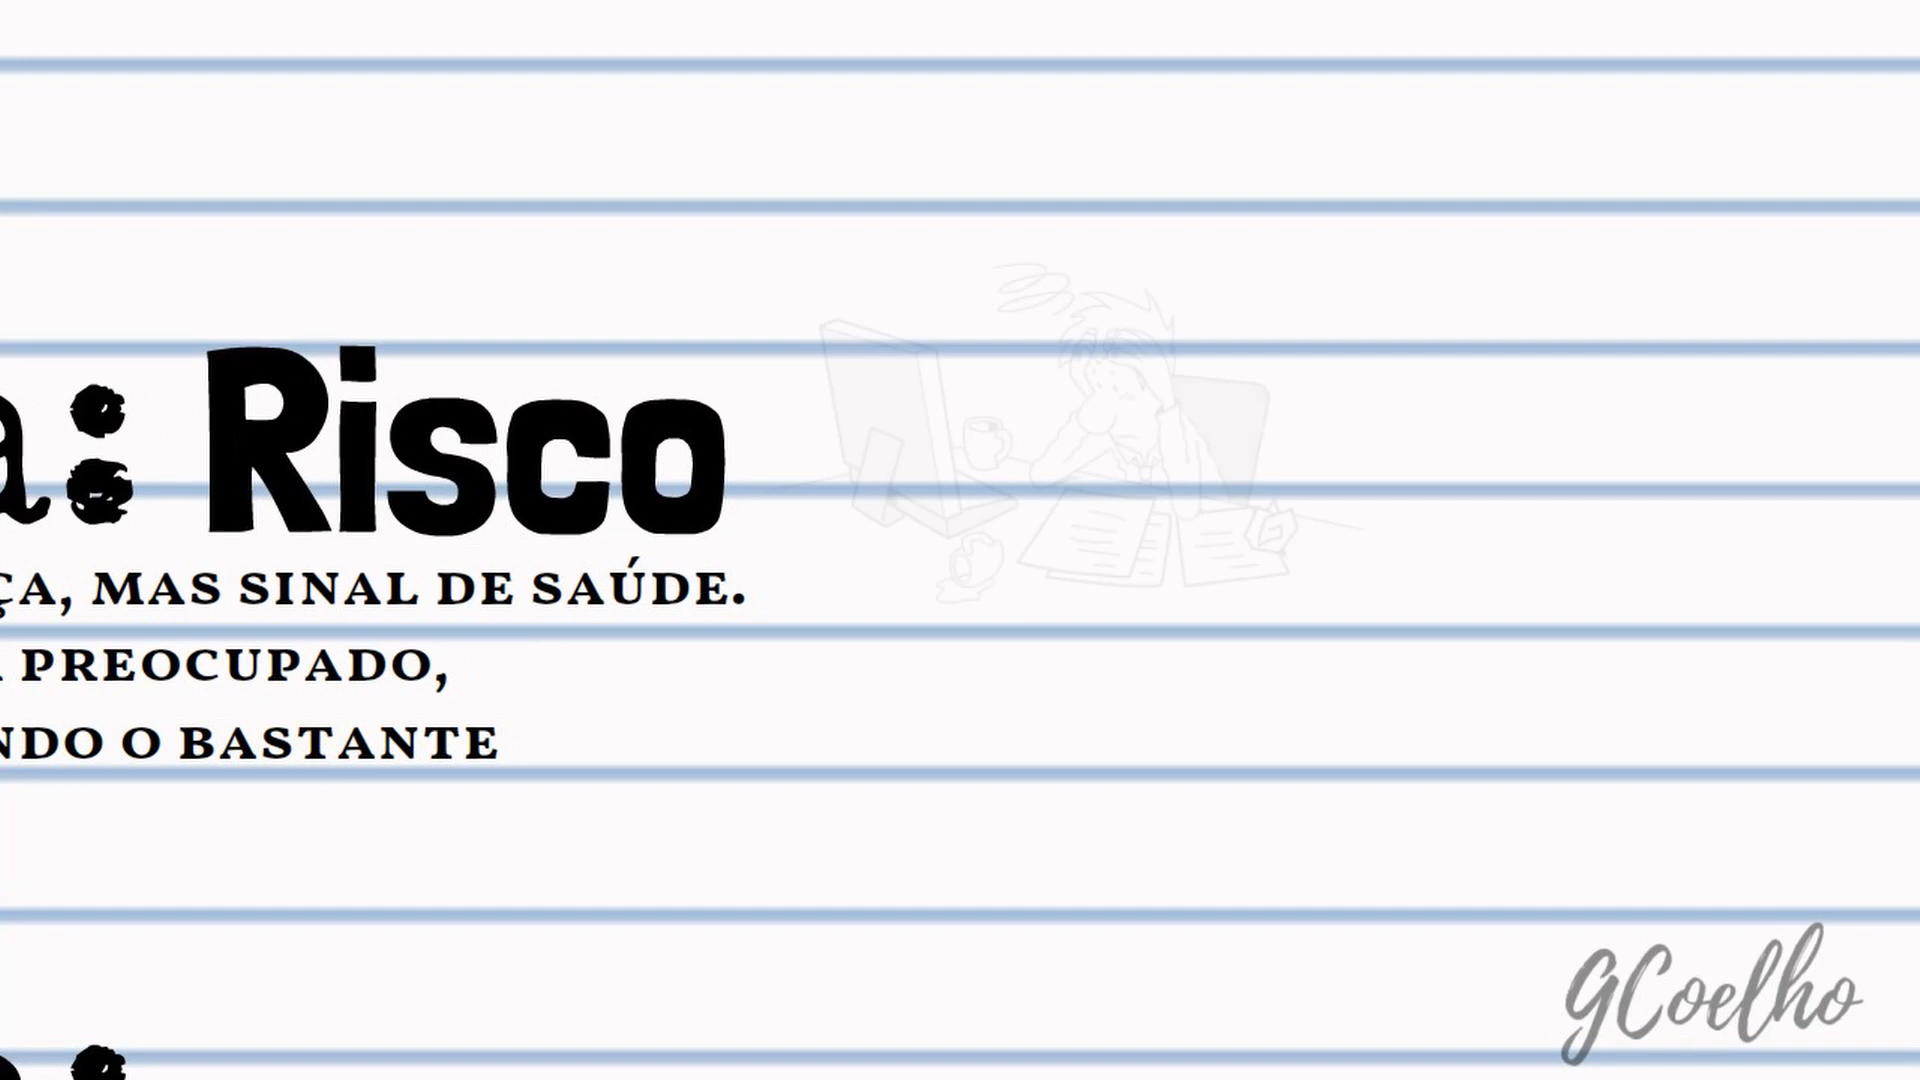 a: Risco
ÇA, MAS SINAL DE SAÚDE.
PREOCUPADO,
NDO O BASTANTE
GCoelho